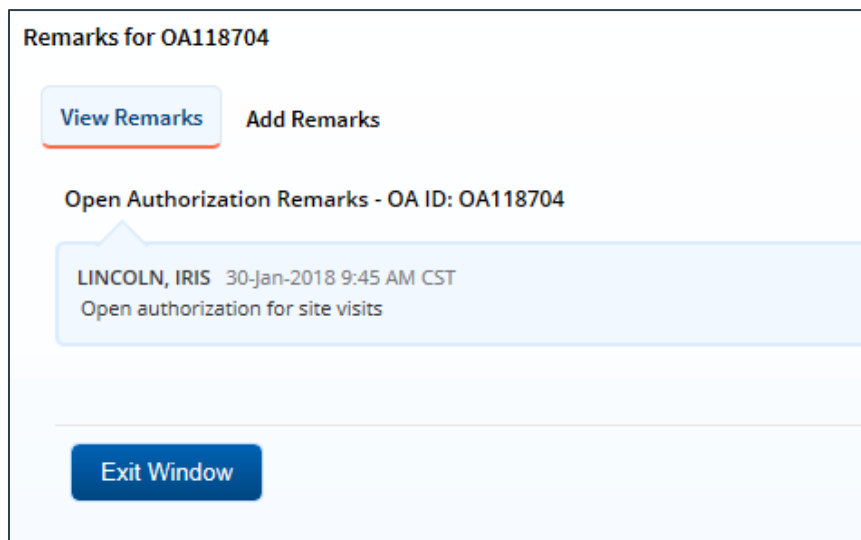 Remarks for OA118704
View Remarks Add Remarks
Open Authorization Remarks - OA ID: OA118704
LINCOLN, IRIS 30-Jan-2018 9:45 AM CST
Open authorization for site visits
Exit Window